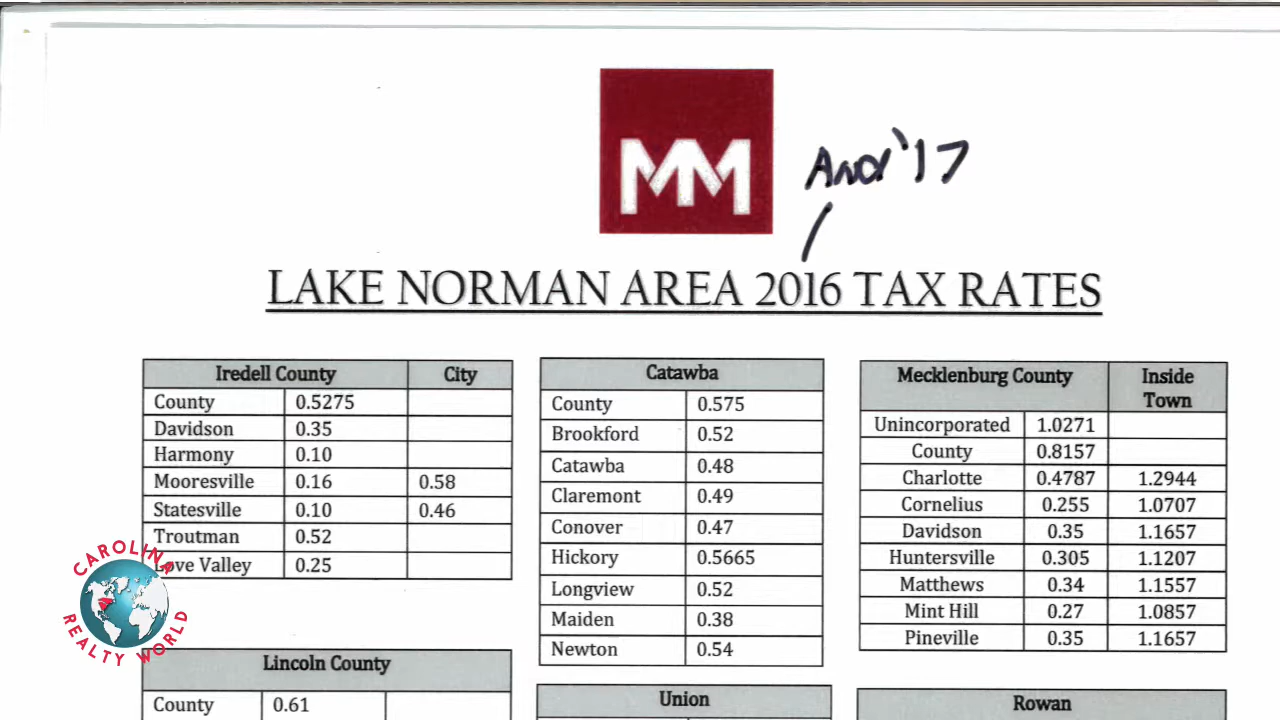 MM
And '17
LAKE NORMAN AREA 2016 TAX RATES
Iredell County City
County 0.5275
Davidson 0.35
Harmony 0.10
Mooresville 0.16 0.58
Statesville 0.10 0.46
Troutman 0.52
Love Valley 0.25
Catawba
County 0.575
Brookford 0.52
Catawba 0.48
Claremont 0.49
Conover 0.47
Hickory 0.5665
Longview 0.52
Maiden 0.38
Newton 0.54
Mecklenburg County Inside
Town
Unincorporated 1.0271
County 0.8157
Charlotte 0.4787 1.2944
Cornelius 0.255 1.0707
Davidson 0.35 1.1657
Huntersville 0.305 1.1207
Matthews 0.34 1.1557
Mint Hill 0.27 1.0857
Pineville 0.35 1.1657
CAROLINA
REALTY WORLD
Lincoln County
County 0.61
Union
Rowan